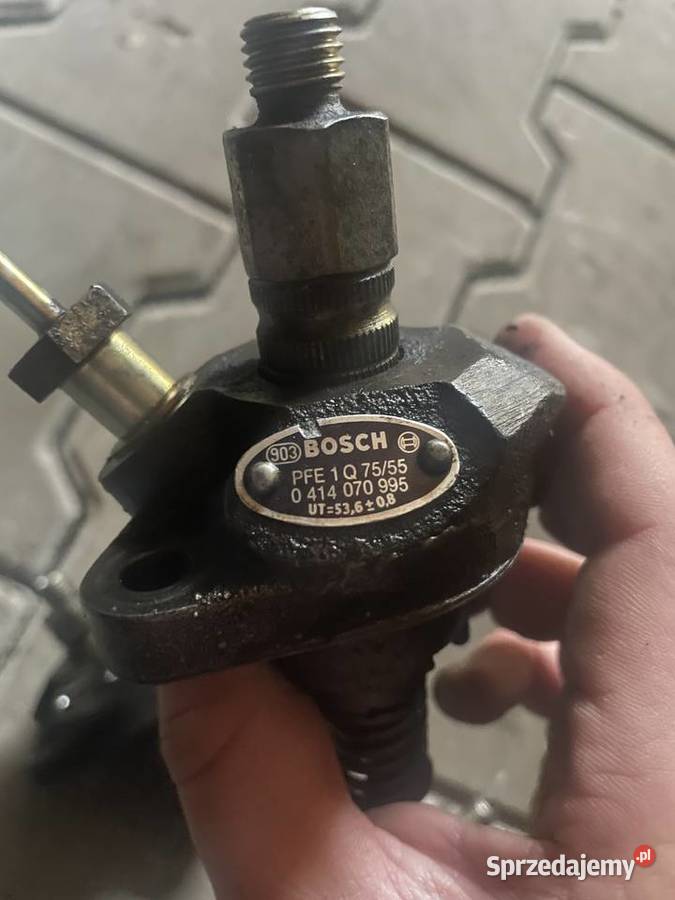 903 BOSCH
PFE 1 Q 75/55
0 414 070 995
UT=53,6±0,8
Sprzedajemy.pl